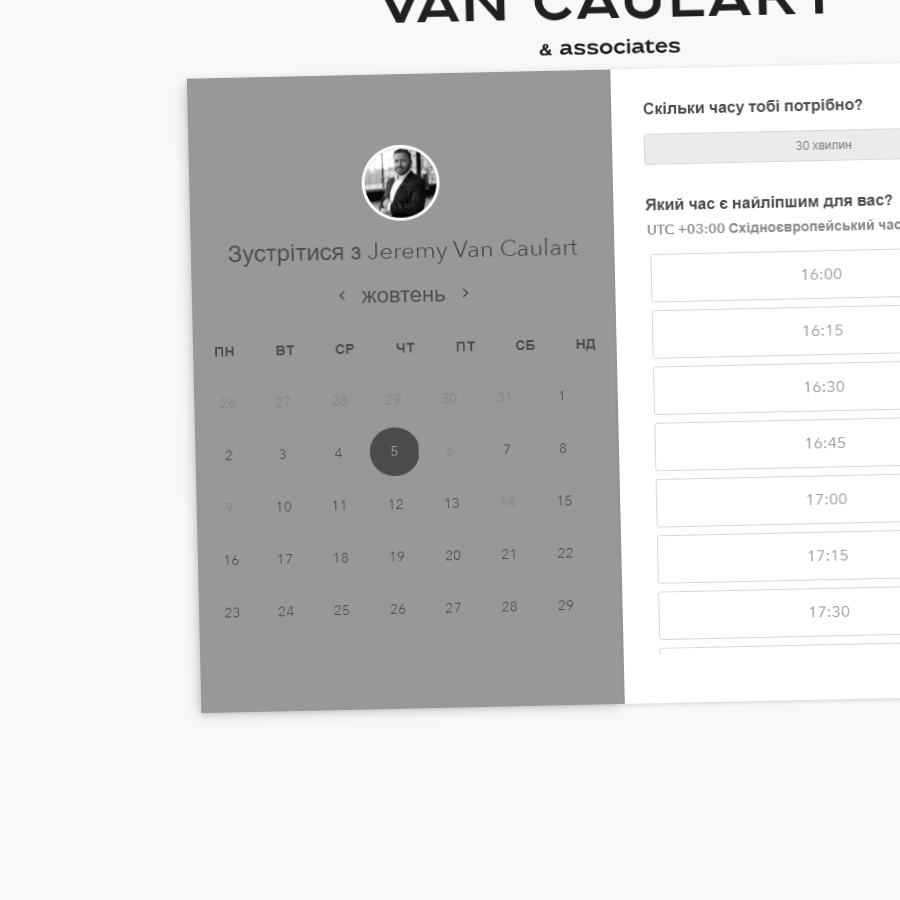 VAN CAULART
& associates
Зустрітися з Jeremy Van Caulart
< жовтень >
ПН ВТ СР ЧТ ПТ СБ НД
26 27 28 29 30 31 1
2 3 4 5 6 7 8
9 10 11 12 13 14 15
16 17 18 19 20 21 22
23 24 25 26 27 28 29
Скільки часу тобі потрібно?
30 хвилин
Який час є найліпшим для вас?
UTC +03:00 Східноєвропейський час
16:00
16:15
16:30
16:45
17:00
17:15
17:30